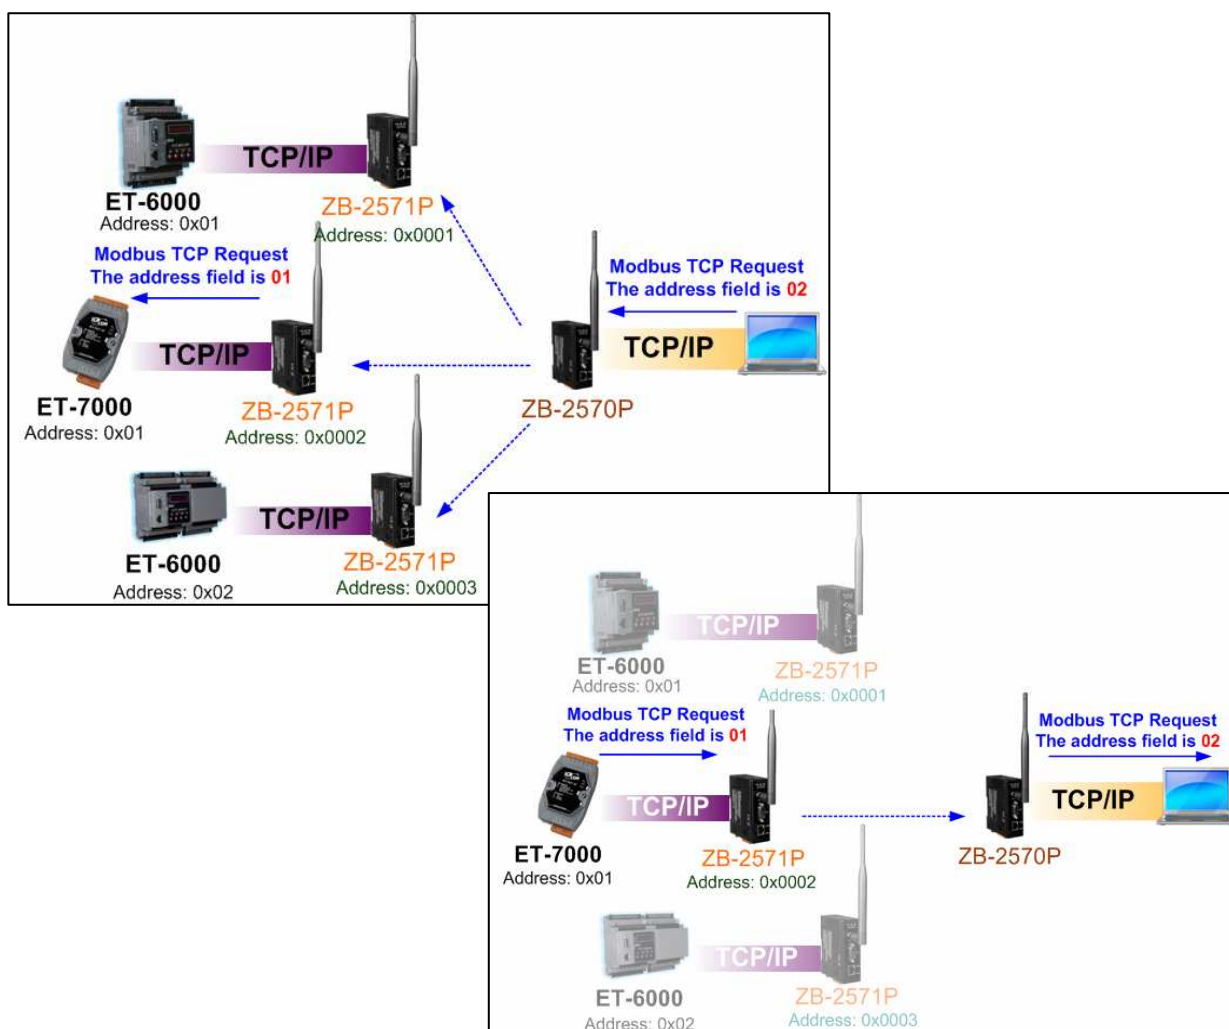 TCP/IP
ET-6000
Address: 0x01
ZB-2571P
Address: 0x0001
Modbus TCP Request
The address field is 01
Modbus TCP Request
The address field is 02
TCP/IP
TCP/IP
ET-7000
Address: 0x01
ZB-2571P
Address: 0x0002
ZB-2570P
TCP/IP
ET-6000
Address: 0x02
ZB-2571P
Address: 0x0003
TCP/IP
ET-6000
Address: 0x01
ZB-2571P
Address: 0x0001
Modbus TCP Request
The address field is 01
Modbus TCP Request
The address field is 02
TCP/IP
TCP/IP
ET-7000
Address: 0x01
ZB-2571P
Address: 0x0002
ZB-2570P
TCP/IP
ET-6000
Address: 0x02
ZB-2571P
Address: 0x0003